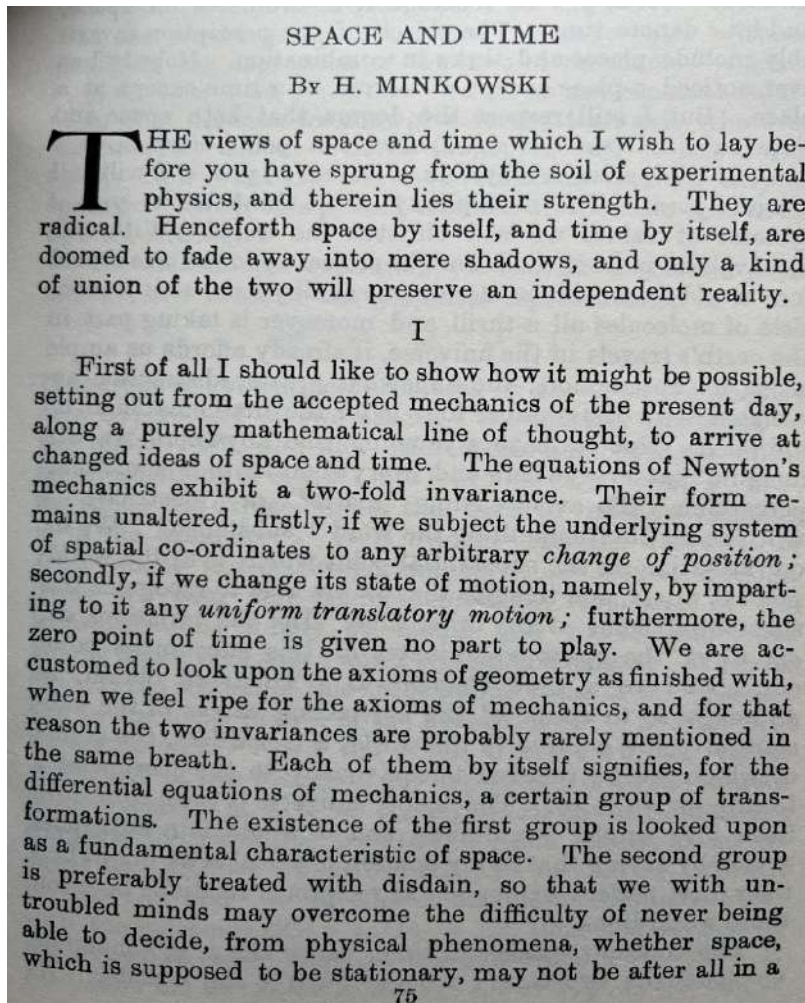 SPACE AND TIME
BY H. MINKOWSKI
THE views of space and time which I wish to lay be-
fore you have sprung from the soil of experimental
physics, and therein lies their strength. They are
radical. Henceforth space by itself, and time by itself, are
doomed to fade away into mere shadows, and only a kind
of union of the two will preserve an independent reality.
I
First of all I should like to show how it might be possible,
setting out from the accepted mechanics of the present day,
along a purely mathematical line of thought, to arrive at
changed ideas of space and time. The equations of Newton's
mechanics exhibit a two-fold invariance. Their form re-
mains unaltered, firstly, if we subject the underlying system
of spatial co-ordinates to any arbitrary change of position;
secondly, if we change its state of motion, namely, by impart-
ing to it any uniform translatory motion; furthermore, the
zero point of time is given no part to play. We are ac-
customed to look upon the axioms of geometry as finished with,
when we feel ripe for the axioms of mechanics, and for that
reason the two invariances are probably rarely mentioned in
the same breath. Each of them by itself signifies, for the
differential equations of mechanics, a certain group of trans-
formations. The existence of the first group is looked upon
as a fundamental characteristic of space. The second group
is preferably treated with disdain, so that we with un-
troubled minds may overcome the difficulty of never being
able to decide, from physical phenomena, whether space,
which is supposed to be stationary, may not be after all in a
75